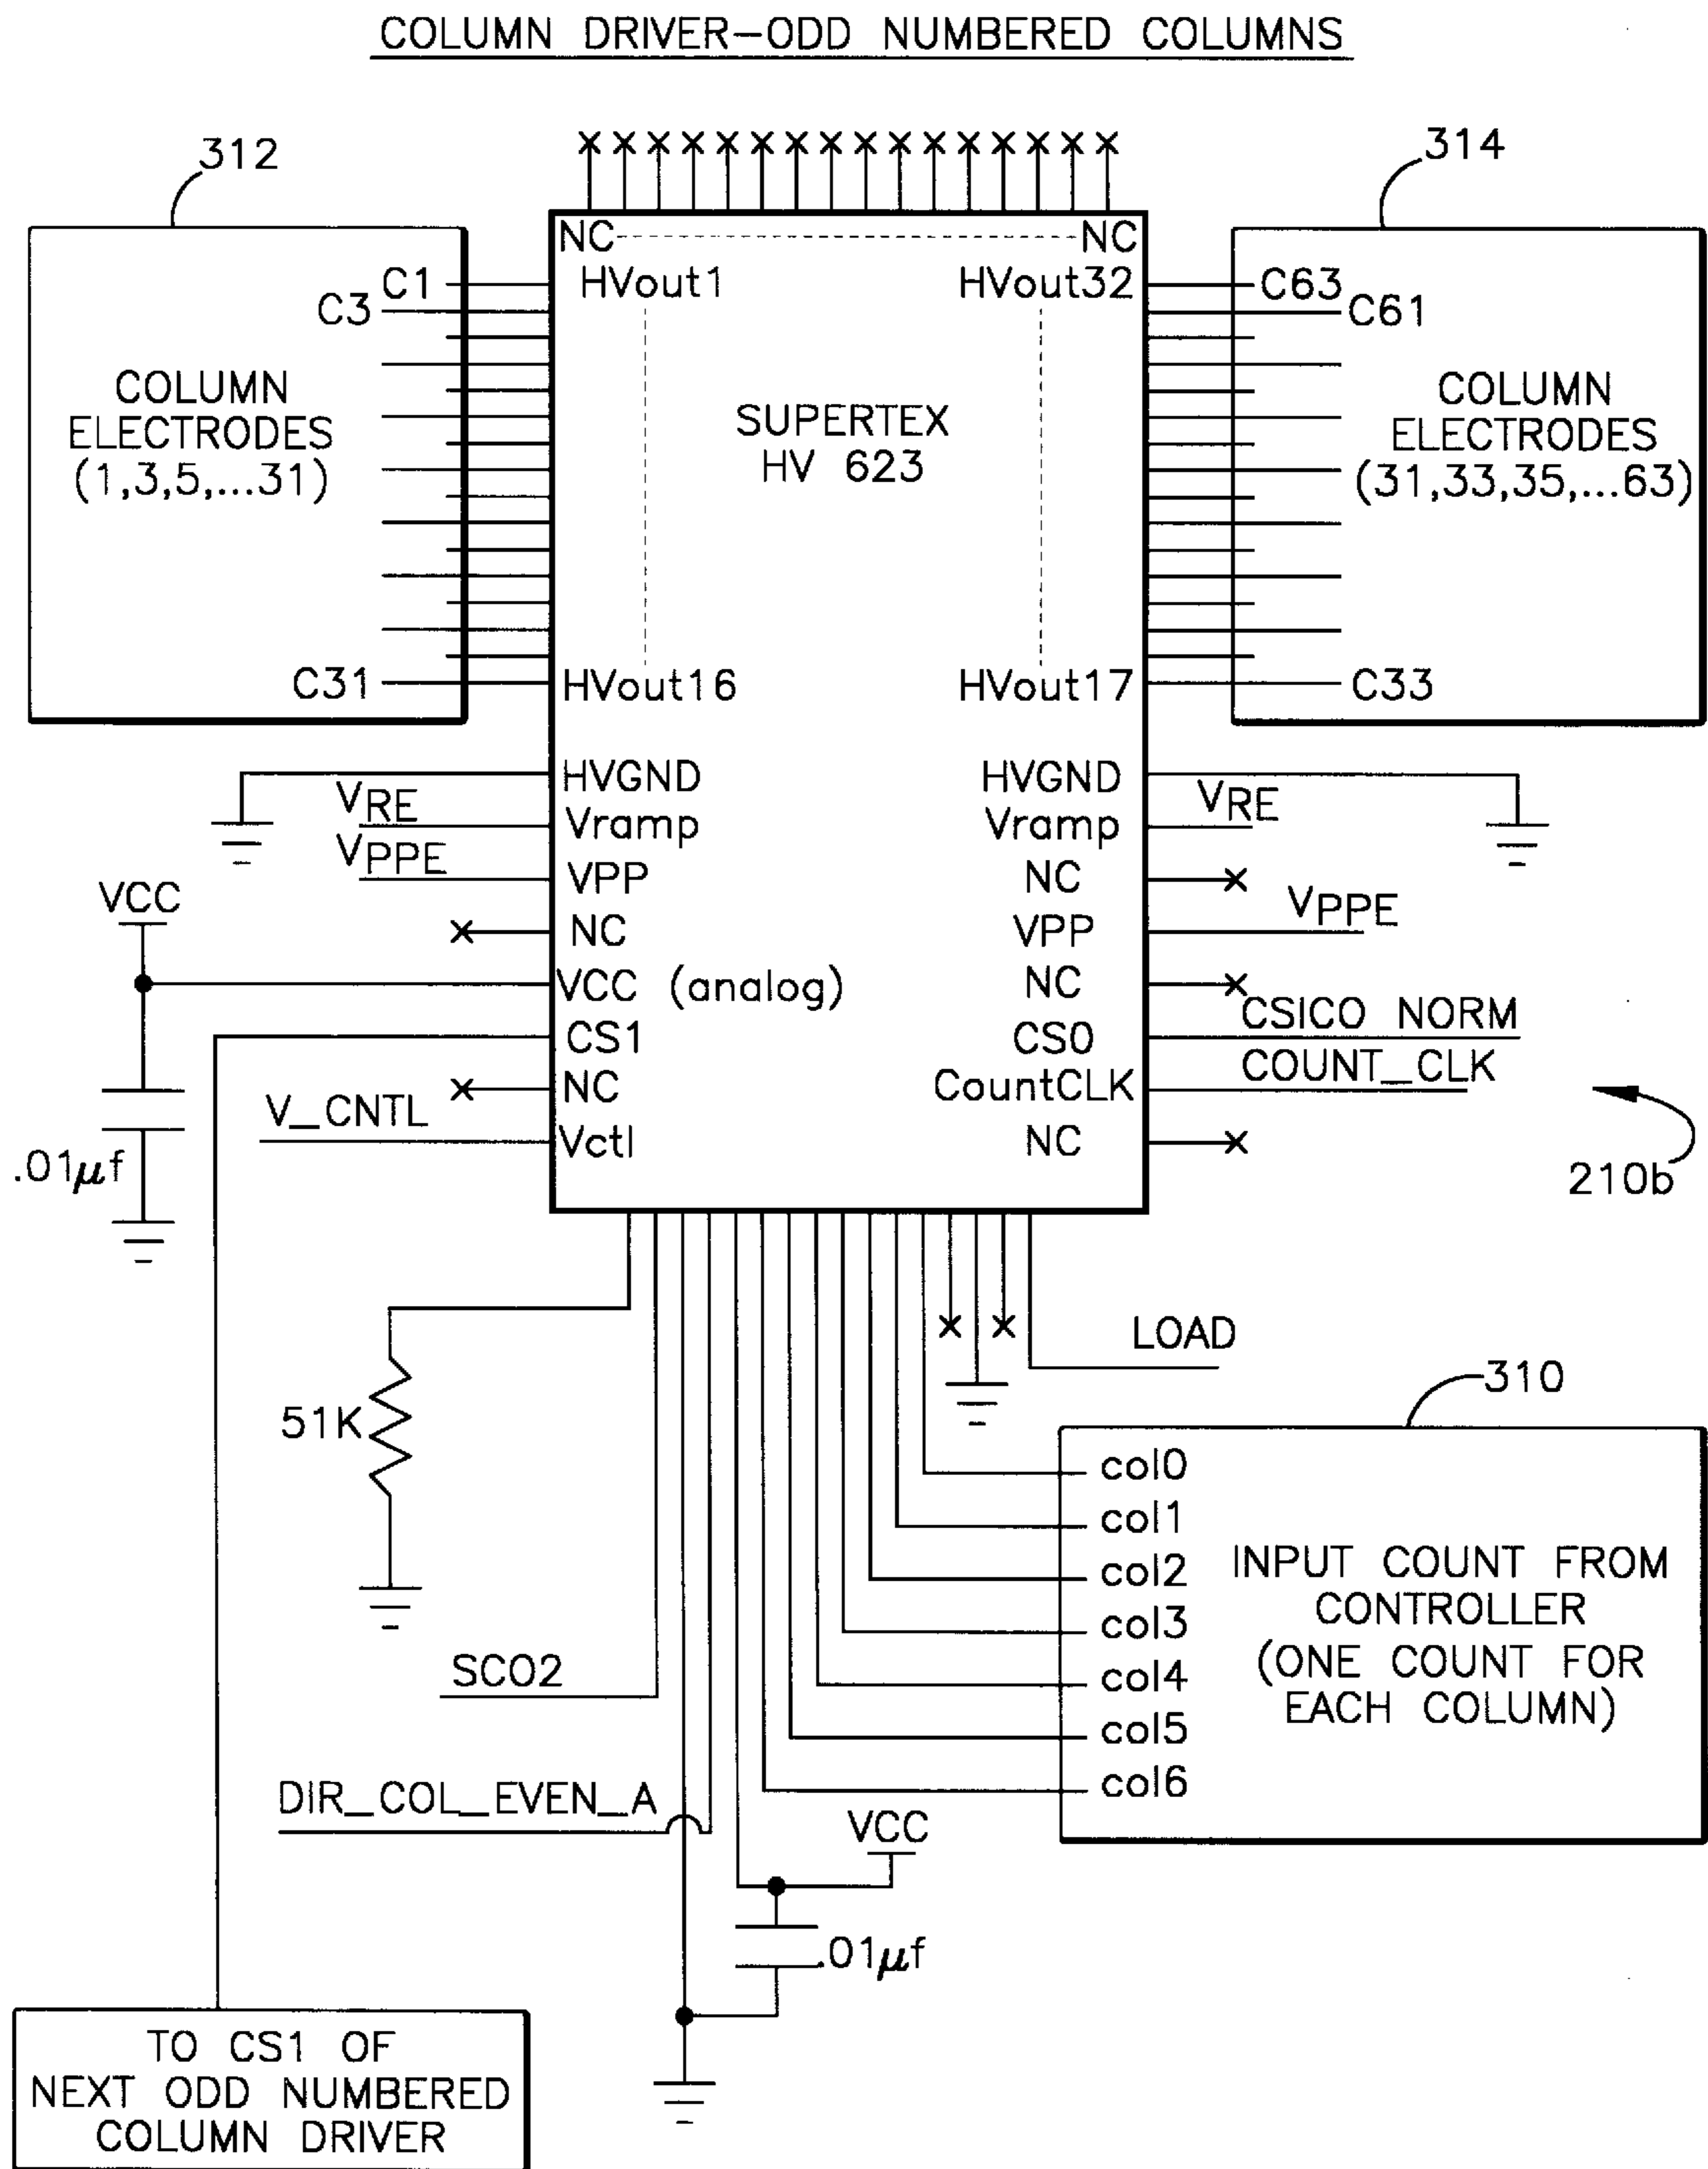 COLUMN DRIVER-ODD NUMBERED COLUMNS
312
314
NC NC
C1 HVout1 HVout32 C63
C3 C61
COLUMN
ELECTRODES
(1,3,5,...31)
SUPERTEX
HV 623
COLUMN
ELECTRODES
(31,33,35,...63)
C31 HVout16 HVout17 C33
HVGND HVGND
VRE Vramp Vramp VRE
VPPE VPP NC
VCC
NC VPP VPPE
VCC (analog) NC
CS1 CS0 CSICO NORM
NC CountCLK COUNT_CLK
V_CNTL Vctl NC
.01μf
210b
LOAD
51K
310
col0
col1
col2
col3
col4
col5
col6
INPUT COUNT FROM
CONTROLLER
(ONE COUNT FOR
EACH COLUMN)
SCO2
DIR_COL_EVEN_A
VCC
.01μf
TO CS1 OF
NEXT ODD NUMBERED
COLUMN DRIVER